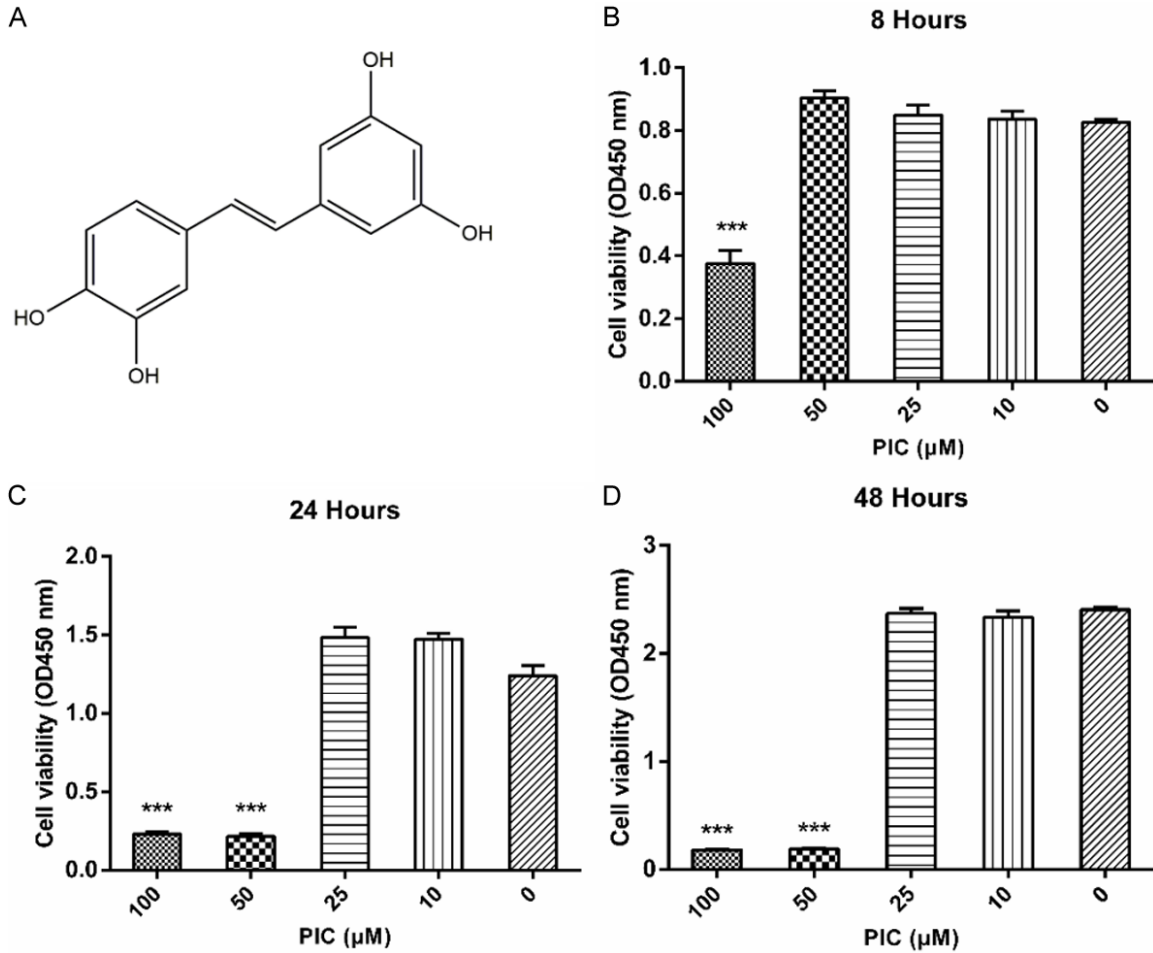 A
OH
OH
HO
OH
B
8 Hours
Cell viability (OD450 nm)
1.0
0.8
0.6
0.4
0.2
0.0
***
100
50
25
10
0
PIC (µM)
C
24 Hours
Cell viability (OD450 nm)
2.0
1.5
1.0
0.5
0.0
***
***
100
50
25
10
0
PIC (µM)
D
48 Hours
Cell viability (OD450 nm)
3
2
1
0
***
***
100
50
25
10
0
PIC (µM)